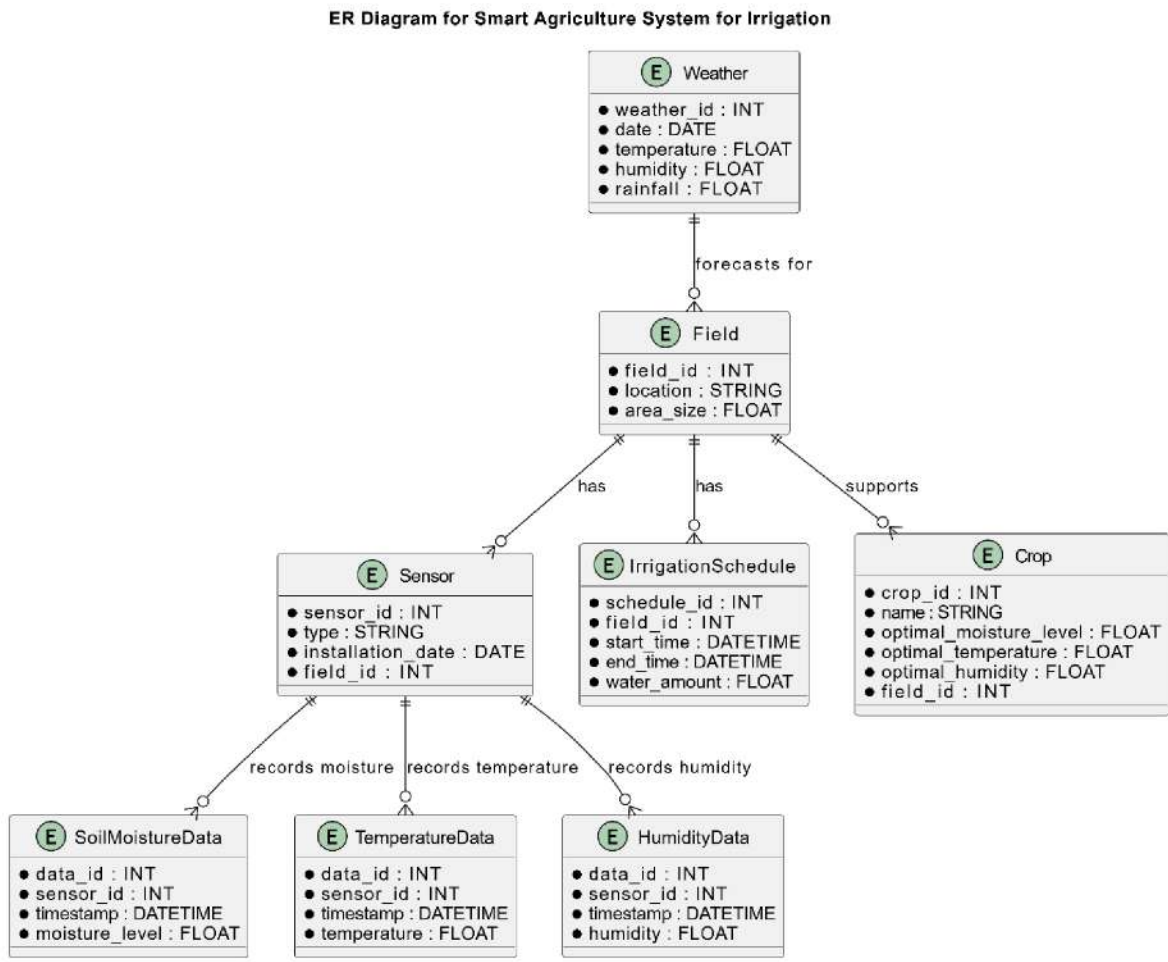 ER Diagram for Smart Agriculture System for Irrigation
E Weather
weather_id : INT
date : DATE
temperature : FLOAT
humidity : FLOAT
rainfall : FLOAT
forecasts for
E Field
field_id : INT
location : STRING
area_size : FLOAT
has
has
supports
E Sensor
sensor_id : INT
type : STRING
installation_date : DATE
field_id : INT
E IrrigationSchedule
schedule_id : INT
field_id : INT
start_time : DATETIME
end_time : DATETIME
water_amount : FLOAT
E Crop
crop_id : INT
name : STRING
optimal_moisture_level : FLOAT
optimal_temperature : FLOAT
optimal_humidity : FLOAT
field_id : INT
records moisture
records temperature
records humidity
E SoilMoistureData
data_id : INT
sensor_id : INT
timestamp : DATETIME
moisture_level : FLOAT
E TemperatureData
data_id : INT
sensor_id : INT
timestamp : DATETIME
temperature : FLOAT
E HumidityData
data_id : INT
sensor_id : INT
timestamp : DATETIME
humidity : FLOAT